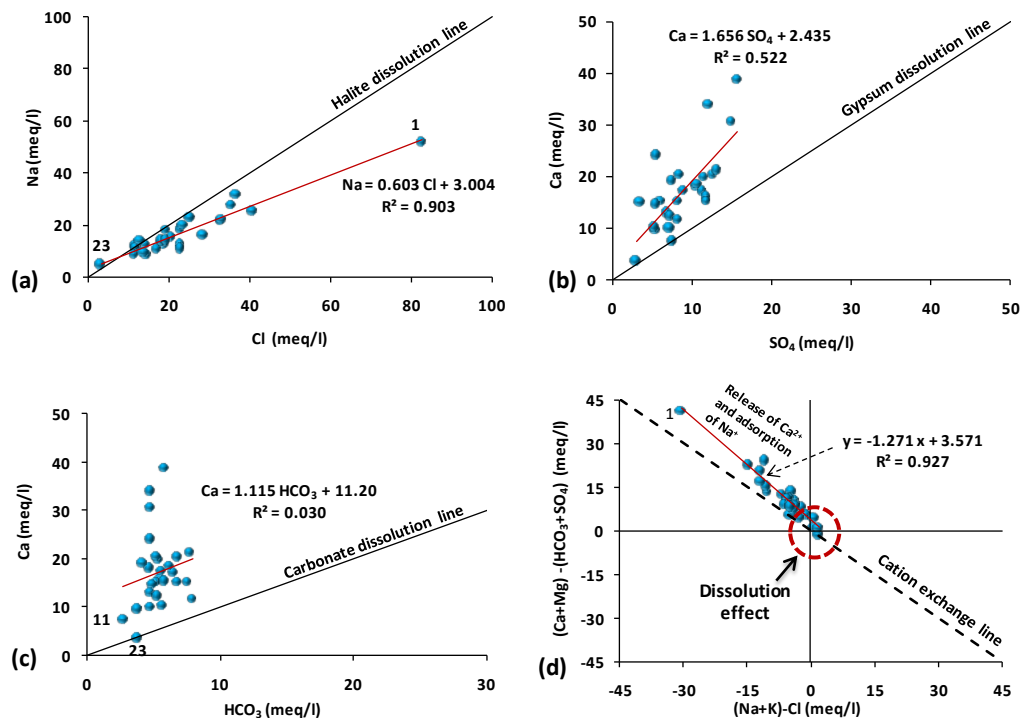 100
80
60
40
20
0
0
20
40
60
80
100
Na (meq/l)
Cl (meq/l)
Halite dissolution line
1
Na = 0.603 Cl + 3.004
R² = 0.903
23
(a)
50
40
30
20
10
0
0
10
20
30
40
50
Ca (meq/l)
SO₄ (meq/l)
Ca = 1.656 SO₄ + 2.435
R² = 0.522
Gypsum dissolution line
(b)
50
40
30
20
10
0
0
10
20
30
Ca (meq/l)
HCO₃ (meq/l)
Ca = 1.115 HCO₃ + 11.20
R² = 0.030
Carbonate dissolution line
11
23
(c)
45
30
15
0
-15
-30
-45
-45
-30
-15
0
15
30
45
(Ca+Mg) -(HCO₃+ SO₄) (meq/l)
(Na+K)-Cl (meq/l)
1
Release of Ca²⁺
and adsorption
of Na⁺
y = -1.271 x + 3.571
R² = 0.927
Dissolution
effect
Cation exchange line
(d)